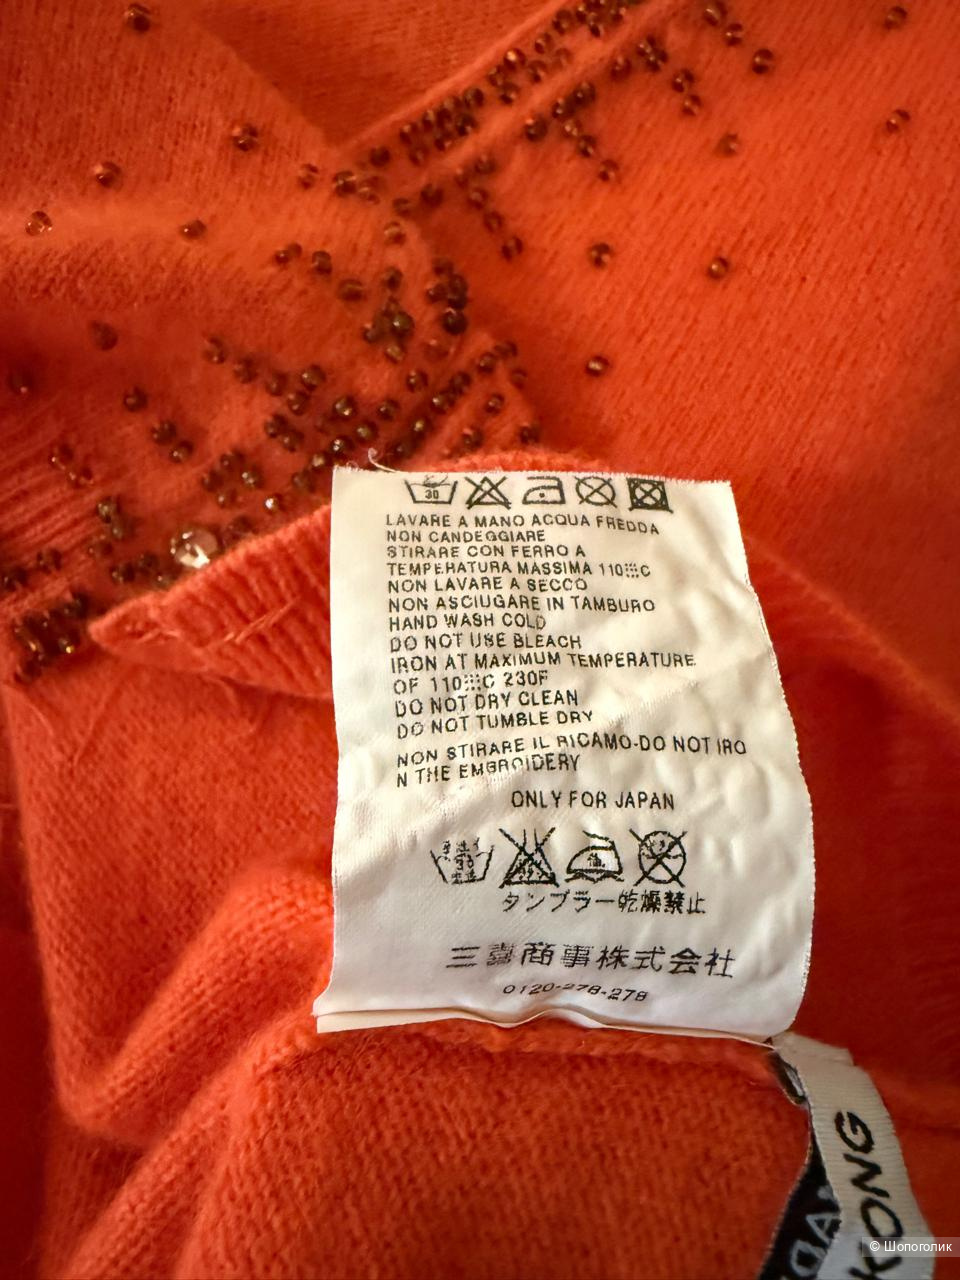 30
LAVARE A MANO ACQUA FREDDA
NON CANDEGGIARE
STIRARE CON FERRO A
TEMPERATURA MASSIMA 110░C
NON LAVARE A SECCO
NON ASCIUGARE IN TAMBURO
HAND WASH COLD
DO NOT USE BLEACH
IRON AT MAXIMUM TEMPERATURE
OF 110░C 230F
DO NOT DRY CLEAN
DO NOT TUMBLE DRY
NON STIRARE IL RICAMO-DO NOT IRO
N THE EMBROIDERY
ONLY FOR JAPAN
タンブラー乾燥禁止
三喜商事株式会社
0120-278-278
KONG
© Шопоголик